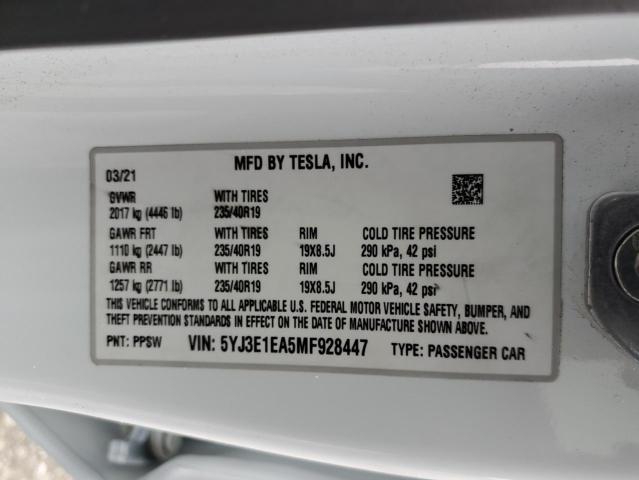 MFD BY TESLA, INC.
03/21
GVWR WITH TIRES
2017 kg (4446 lb) 235/40R19
GAWR FRT WITH TIRES RIM COLD TIRE PRESSURE
1110 kg (2447 lb) 235/40R19 19X8.5J 290 kPa, 42 psi
GAWR RR WITH TIRES RIM COLD TIRE PRESSURE
1257 kg (2771 lb) 235/40R19 19X8.5J 290 kPa, 42 psi
THIS VEHICLE CONFORMS TO ALL APPLICABLE U.S. FEDERAL MOTOR VEHICLE SAFETY, BUMPER, AND
THEFT PREVENTION STANDARDS IN EFFECT ON THE DATE OF MANUFACTURE SHOWN ABOVE.
PNT: PPSW VIN: 5YJ3E1EA5MF928447 TYPE: PASSENGER CAR